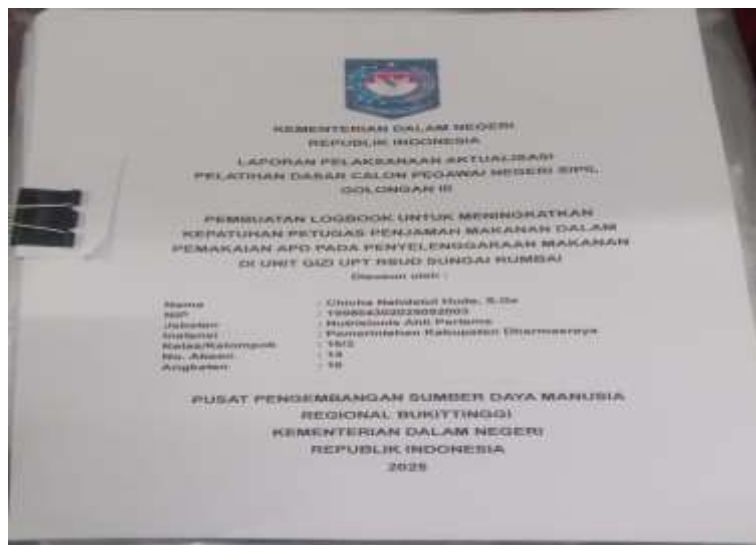 KEMENTERIAN DALAM NEGERI
REPUBLIK INDONESIA
LAPORAN PELAKSANAAN AKTUALISASI
PELATIHAN DASAR CALON PEGAWAI NEGERI SIPIL
GOLONGAN III
PEMBUATAN LOGBOOK UNTUK MENINGKATKAN
KEPATUHAN PETUGAS PENJAMAH MAKANAN DALAM
PEMAKAIAN APD PADA PENYELENGGARAAN MAKANAN
DI UNIT GIZI UPT RSUD SUNGAI RUMBAI
Disusun oleh :
Nama : Chicha Huda, S.Gz
NIP :
Jabatan : Nutrisionis Ahli Pertama
Instansi : Pemerintahan Kabupaten Dharmasraya
Kelas/Kelompok :
No. Absen :
Angkatan :
PUSAT PENGEMBANGAN SUMBER DAYA MANUSIA
REGIONAL BUKITTINGGI
KEMENTERIAN DALAM NEGERI
REPUBLIK INDONESIA
2025